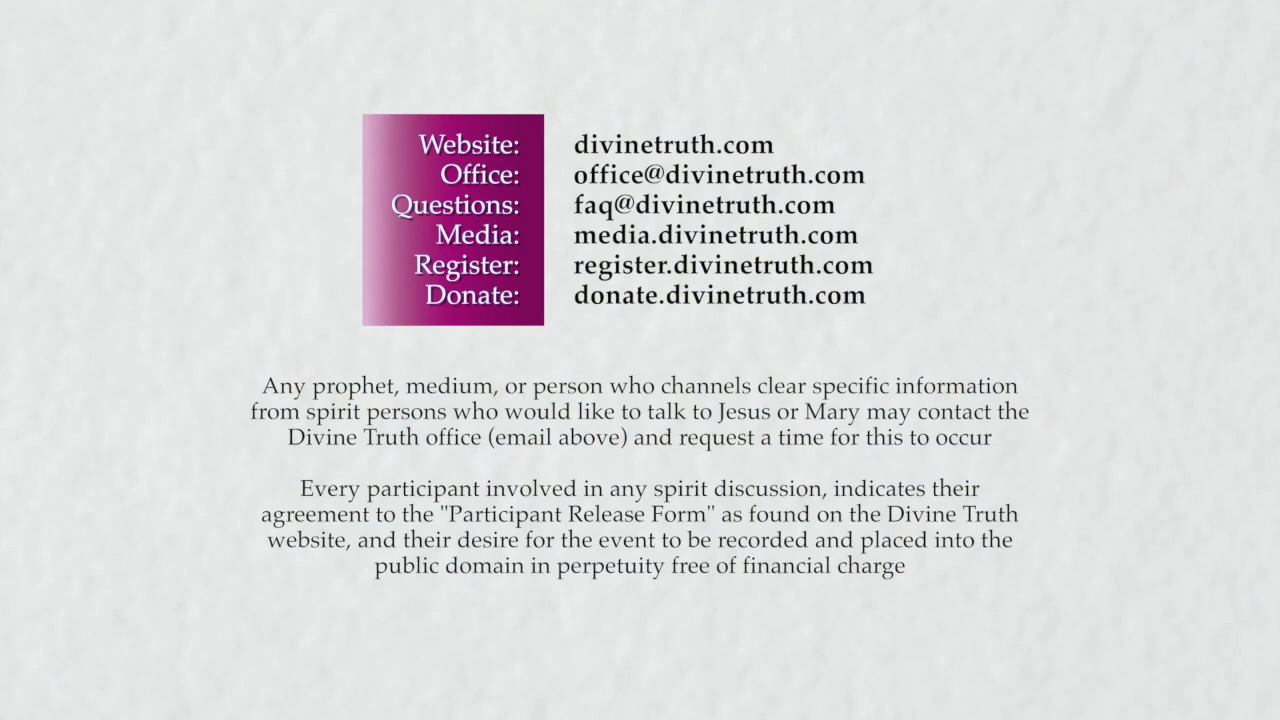 Website: divinetruth.com
Office: office@divinetruth.com
Questions: faq@divinetruth.com
Media: media.divinetruth.com
Register: register.divinetruth.com
Donate: donate.divinetruth.com
Any prophet, medium, or person who channels clear specific information
from spirit persons who would like to talk to Jesus or Mary may contact the
Divine Truth office (email above) and request a time for this to occur
Every participant involved in any spirit discussion, indicates their
agreement to the "Participant Release Form" as found on the Divine Truth
website, and their desire for the event to be recorded and placed into the
public domain in perpetuity free of financial charge